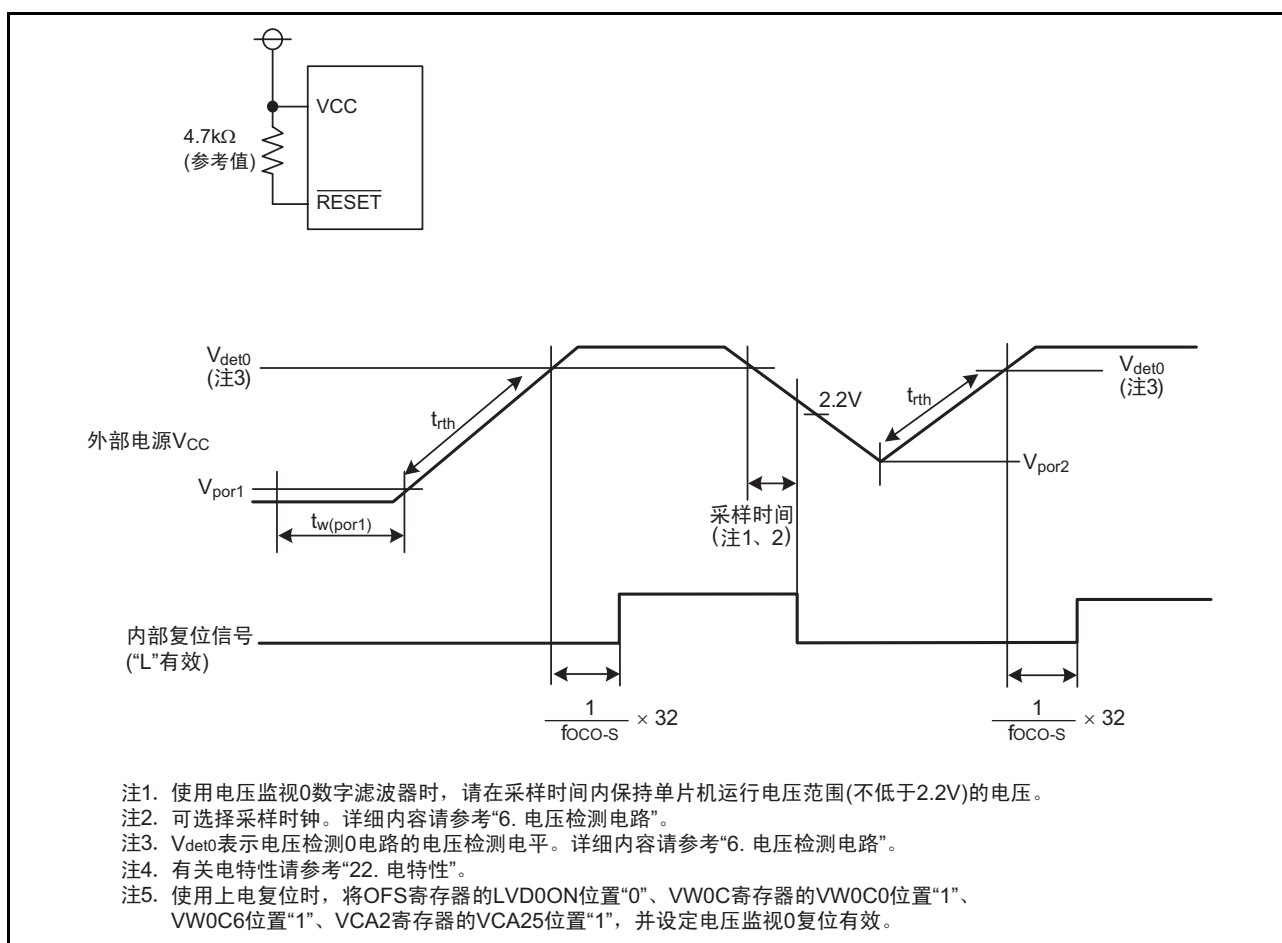 VCC
4.7kΩ
(参考值)
RESET
Vdet0
(注3)
Vdet0
(注3)
trth
2.2V
trth
外部电源VCC
Vpor1
Vpor2
tw(por1)
采样时间
(注1、2)
内部复位信号
(“L”有效)
1
fOCO-S
× 32
1
fOCO-S
× 32
注1. 使用电压监视0数字滤波器时，请在采样时间内保持单片机运行电压范围(不低于2.2V)的电压。
注2. 可选择采样时钟。详细内容请参考“6. 电压检测电路”。
注3. Vdet0表示电压检测0电路的电压检测电平。详细内容请参考“6. 电压检测电路”。
注4. 有关电特性请参考“22. 电特性”。
注5. 使用上电复位时，将OFS寄存器的LVD0ON位置“0”、VW0C寄存器的VW0C0位置“1”、
VW0C6位置“1”、VCA2寄存器的VCA25位置“1”，并设定电压监视0复位有效。